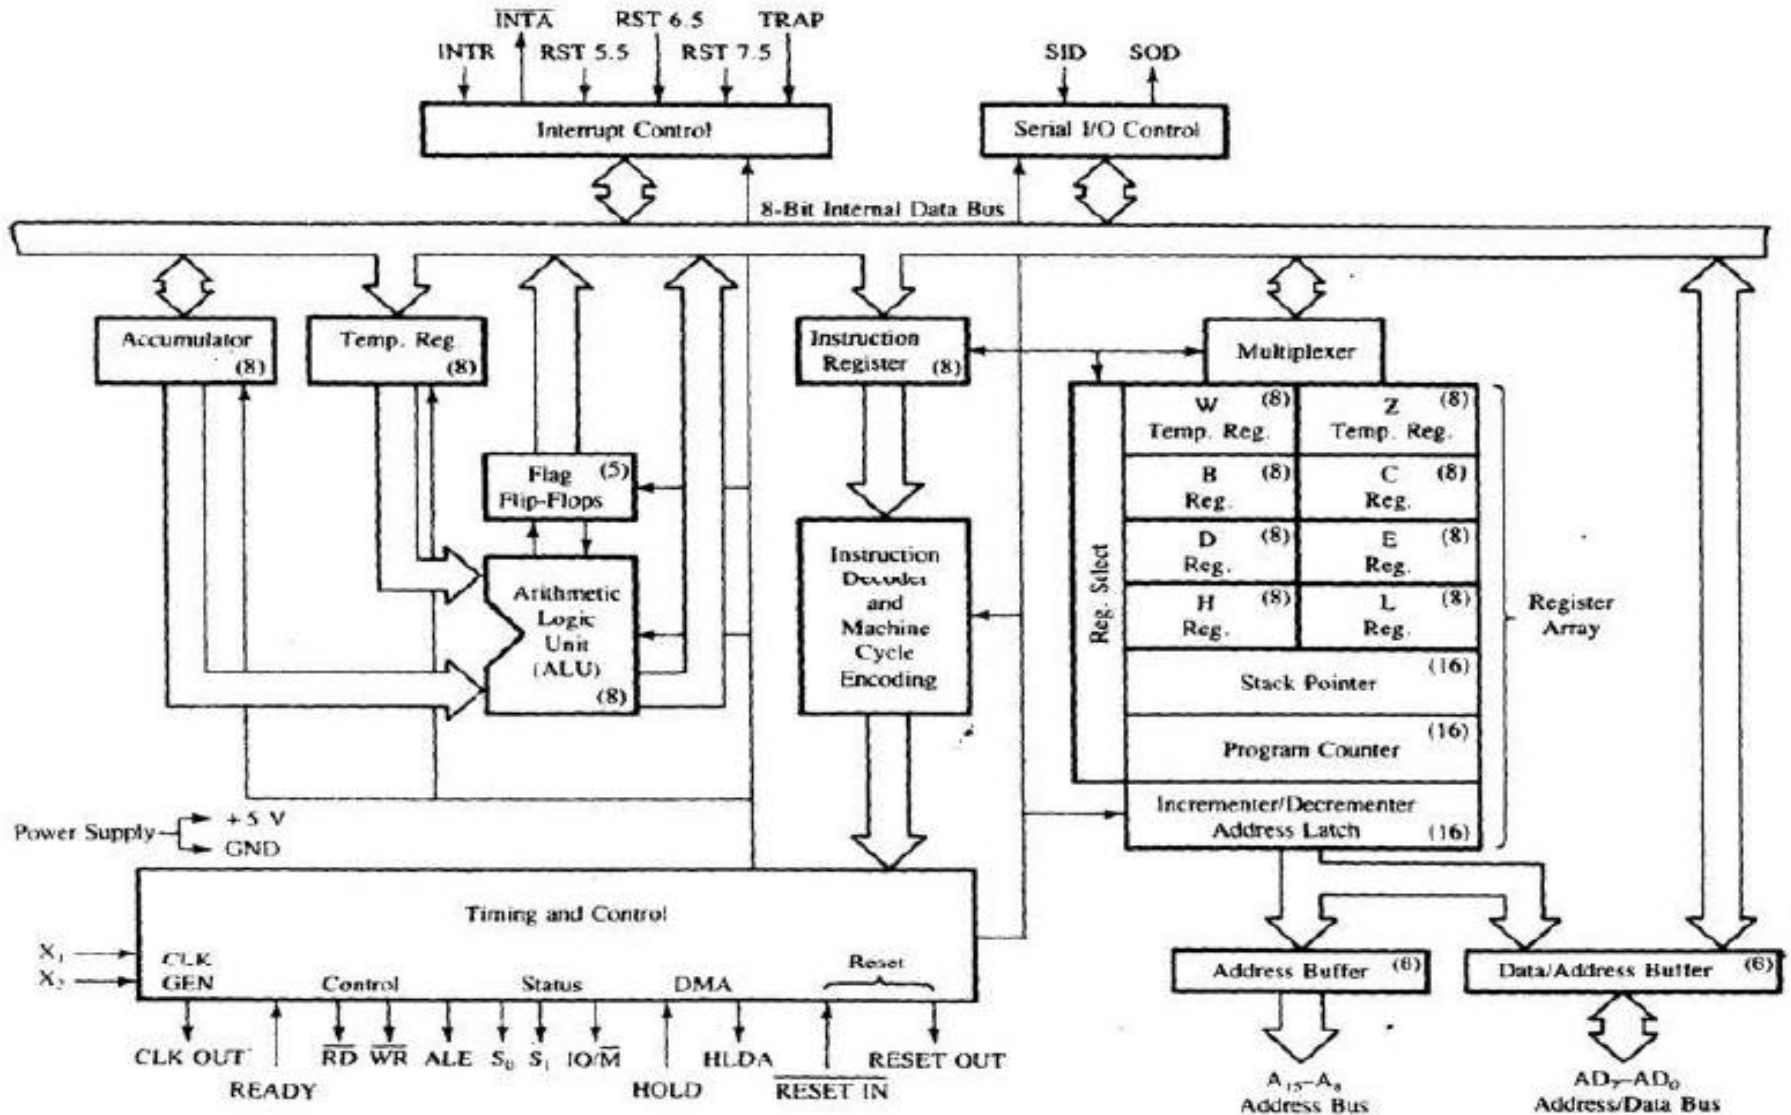 INTA RST 6.5 TRAP
INTR RST 5.5 RST 7.5 SID SOD
Interrupt Control
Serial I/O Control
8-Bit Internal Data Bus
Accumulator
(8)
Temp. Reg.
(8)
Instruction
Register (8)
Multiplexer
Flag (5)
Flip-Flops
Arithmetic
Logic
Unit
(ALU)
(8)
Instruction
Decoder
and
Machine
Cycle
Encoding
Reg. Select
W (8)
Temp. Reg.
Z (8)
Temp. Reg.
B (8)
Reg.
C (8)
Reg.
D (8)
Reg.
E (8)
Reg.
H (8)
Reg.
L (8)
Reg.
Stack Pointer (16)
Program Counter (16)
Incrementer/Decrementer
Address Latch (16)
Register
Array
Power Supply
+5 V
GND
Timing and Control
X₁
X₂
CLK
GEN
Control Status DMA Reset
CLK OUT RD WR ALE S₀ S₁ IO/M HLDA RESET OUT
READY HOLD RESET IN
Address Buffer (8)
Data/Address Buffer (8)
A₁₅–A₈
Address Bus
AD₇–AD₀
Address/Data Bus